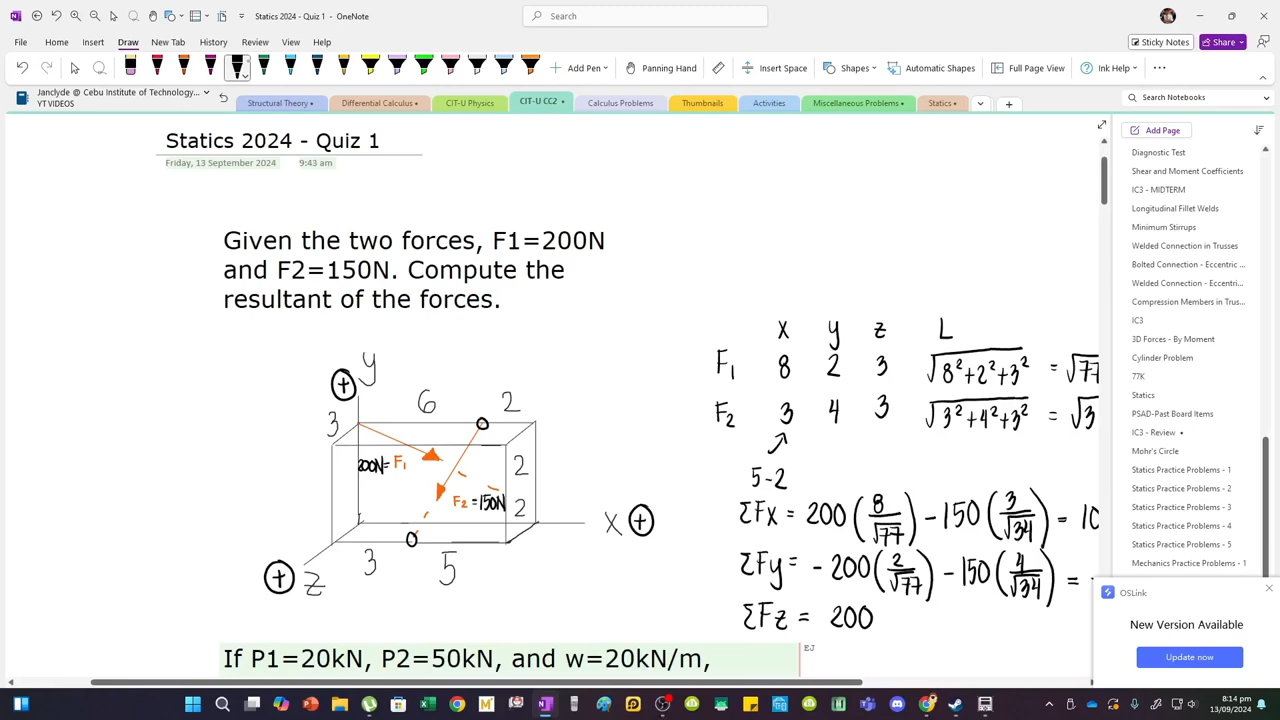 Statics 2024 - Quiz 1 - OneNote
Search
File Home Insert Draw New Tab History Review View Help
Sticky Notes Share
Add Pen Panning Hand Insert Space Shapes Automatic Shapes Full Page View Ink Help
Janclyde @ Cebu Institute of Technology...
YT VIDEOS
Structural Theory Differential Calculus CIT-U Physics CIT-U CC2 Calculus Problems Thumbnails Activities Miscellaneous Problems Statics
Search Notebooks
Add Page
Statics 2024 - Quiz 1
Friday, 13 September 2024 9:43 am
Given the two forces, F1=200N
and F2=150N. Compute the
resultant of the forces.
y
+
6
2
3
200N= F1
2
F2 =150N
2
X +
3
5
+ Z
x y z L
F1 8 2 3 √8²+2²+3² = √77
F2 3 4 3 √3²+4²+3² = √3
5-2
ΣFx = 200 (8/√77) - 150 (3/√34) = 10
ΣFy = - 200 (2/√77) - 150 (4/√34) = -
ΣFz = 200
If P1=20kN, P2=50kN, and w=20kN/m,
EJ
Diagnostic Test
Shear and Moment Coefficients
IC3 - MIDTERM
Longitudinal Fillet Welds
Minimum Stirrups
Welded Connection in Trusses
Bolted Connection - Eccentric ...
Welded Connection - Eccentri...
Compression Members in Trus...
IC3
3D Forces - By Moment
Cylinder Problem
77K
Statics
PSAD-Past Board Items
IC3 - Review
Mohr's Circle
Statics Practice Problems - 1
Statics Practice Problems - 2
Statics Practice Problems - 3
Statics Practice Problems - 4
Statics Practice Problems - 5
Mechanics Practice Problems - 1
OSLink
New Version Available
Update now
8:14 pm
13/09/2024